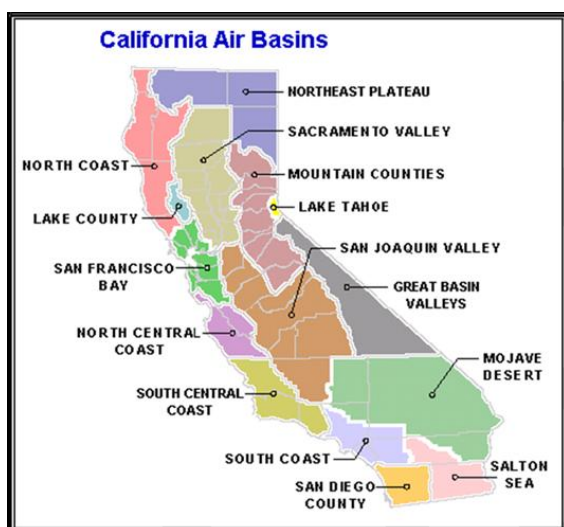 California Air Basins
NORTHEAST PLATEAU
SACRAMENTO VALLEY
NORTH COAST
MOUNTAIN COUNTIES
LAKE COUNTY
LAKE TAHOE
SAN JOAQUIN VALLEY
SAN FRANCISCO
BAY
GREAT BASIN
VALLEYS
NORTH CENTRAL
COAST
MOJAVE
DESERT
SOUTH CENTRAL
COAST
SOUTH COAST
SALTON
SEA
SAN DIEGO
COUNTY